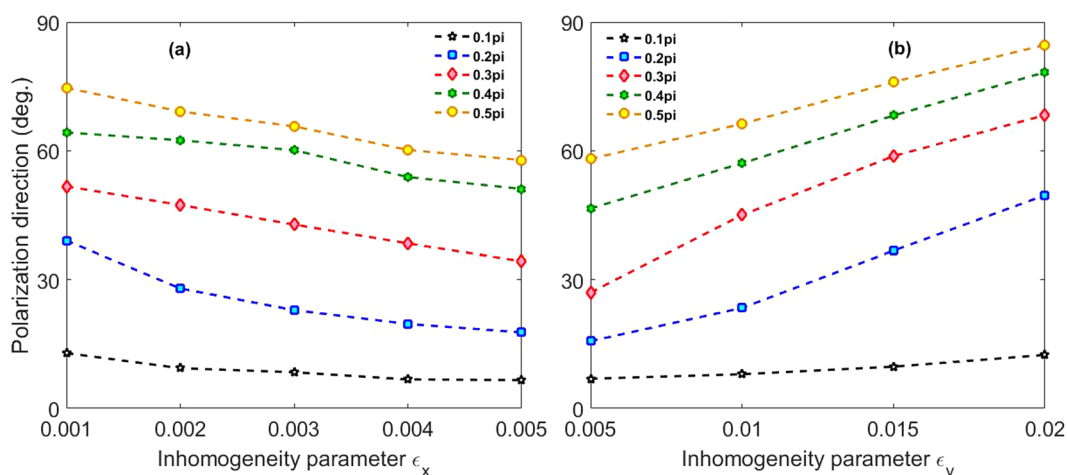 90
60
30
0
Polarization direction (deg.)
(a)
0.1pi
0.2pi
0.3pi
0.4pi
0.5pi
0.001 0.002 0.003 0.004 0.005
Inhomogeneity parameter ϵ_x
90
60
30
0
(b)
0.1pi
0.2pi
0.3pi
0.4pi
0.5pi
0.005 0.01 0.015 0.02
Inhomogeneity parameter ϵ_y